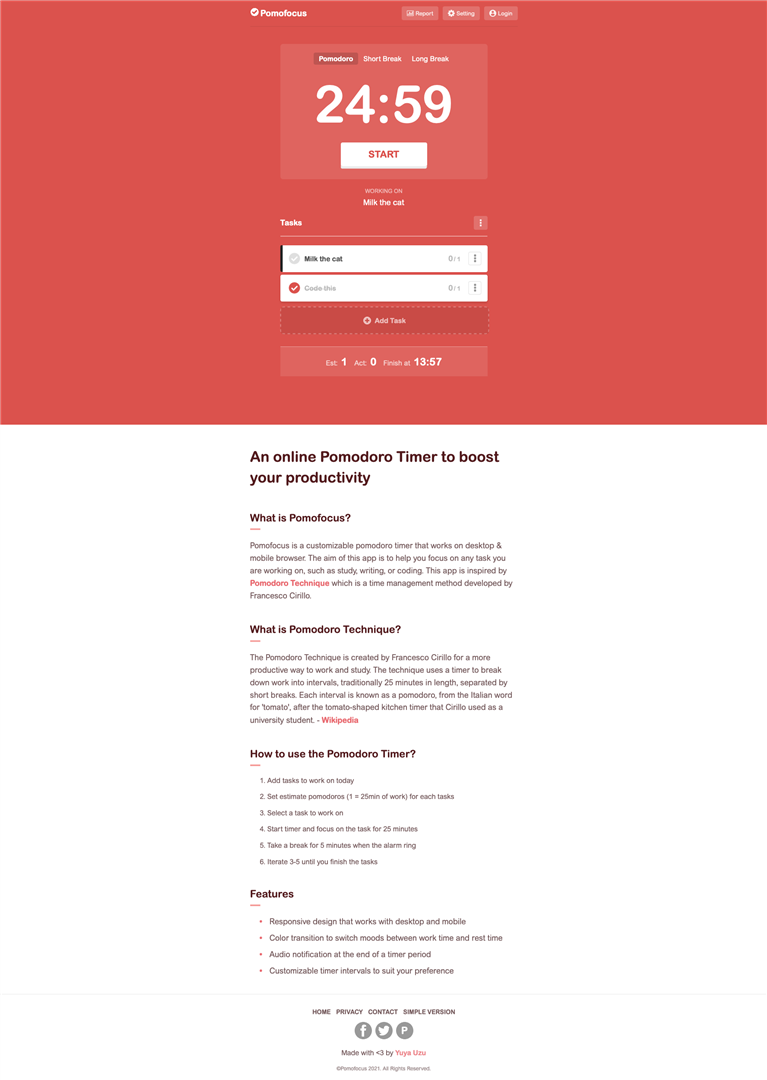 Pomofocus
Report
Setting
Login
Pomodoro
Short Break
Long Break
24:59
START
WORKING ON
Milk the cat
Tasks
Milk the cat
0/ 1
Code this
0/ 1
Add Task
Est: 1 Act: 0 Finish at 13:57
An online Pomodoro Timer to boost
your productivity
What is Pomofocus?
Pomofocus is a customizable pomodoro timer that works on desktop &
mobile browser. The aim of this app is to help you focus on any task you
are working on, such as study, writing, or coding. This app is inspired by
Pomodoro Technique which is a time management method developed by
Francesco Cirillo.
What is Pomodoro Technique?
The Pomodoro Technique is created by Francesco Cirillo for a more
productive way to work and study. The technique uses a timer to break
down work into intervals, traditionally 25 minutes in length, separated by
short breaks. Each interval is known as a pomodoro, from the Italian word
for 'tomato', after the tomato-shaped kitchen timer that Cirillo used as a
university student. - Wikipedia
How to use the Pomodoro Timer?
1. Add tasks to work on today
2. Set estimate pomodoros (1 = 25min of work) for each tasks
3. Select a task to work on
4. Start timer and focus on the task for 25 minutes
5. Take a break for 5 minutes when the alarm ring
6. Iterate 3-5 until you finish the tasks
Features
• Responsive design that works with desktop and mobile
• Color transition to switch moods between work time and rest time
• Audio notification at the end of a timer period
• Customizable timer intervals to suit your preference
HOME PRIVACY CONTACT SIMPLE VERSION
f P
Made with <3 by Yuya Uzu
©Pomofocus 2021. All Rights Reserved.